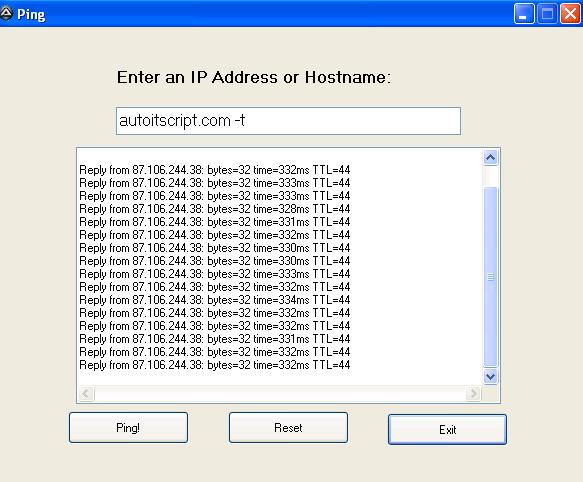 Ping
Enter an IP Address or Hostname:
autoitscript.com -t
Reply from 87.106.244.38: bytes=32 time=332ms TTL=44
Reply from 87.106.244.38: bytes=32 time=333ms TTL=44
Reply from 87.106.244.38: bytes=32 time=333ms TTL=44
Reply from 87.106.244.38: bytes=32 time=328ms TTL=44
Reply from 87.106.244.38: bytes=32 time=331ms TTL=44
Reply from 87.106.244.38: bytes=32 time=332ms TTL=44
Reply from 87.106.244.38: bytes=32 time=330ms TTL=44
Reply from 87.106.244.38: bytes=32 time=330ms TTL=44
Reply from 87.106.244.38: bytes=32 time=333ms TTL=44
Reply from 87.106.244.38: bytes=32 time=332ms TTL=44
Reply from 87.106.244.38: bytes=32 time=334ms TTL=44
Reply from 87.106.244.38: bytes=32 time=332ms TTL=44
Reply from 87.106.244.38: bytes=32 time=332ms TTL=44
Reply from 87.106.244.38: bytes=32 time=331ms TTL=44
Reply from 87.106.244.38: bytes=32 time=332ms TTL=44
Reply from 87.106.244.38: bytes=32 time=332ms TTL=44
Ping! Reset Exit